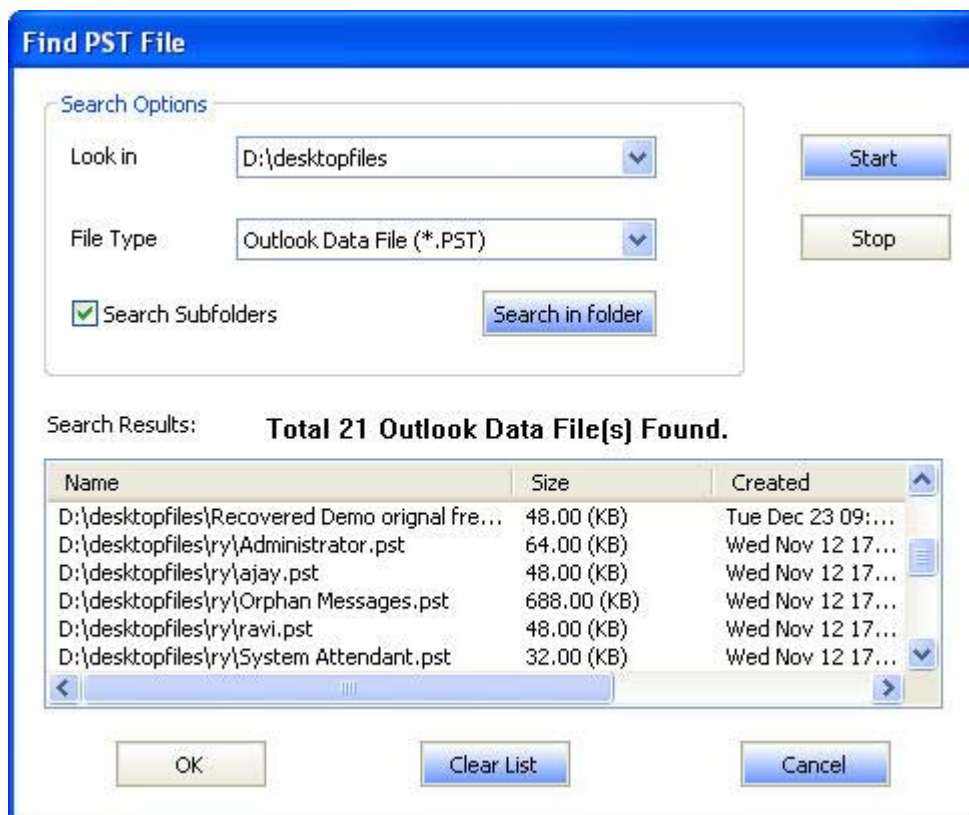 Find PST File
Search Options
Look in D:\desktopfiles Start
File Type Outlook Data File (*.PST) Stop
Search Subfolders Search in folder
Search Results: Total 21 Outlook Data File(s) Found.
Name Size Created
D:\desktopfiles\Recovered Demo orignal fre... 48.00 (KB) Tue Dec 23 09:...
D:\desktopfiles\ry\Administrator.pst 64.00 (KB) Wed Nov 12 17...
D:\desktopfiles\ry\ajay.pst 48.00 (KB) Wed Nov 12 17...
D:\desktopfiles\ry\Orphan Messages.pst 688.00 (KB) Wed Nov 12 17...
D:\desktopfiles\ry\ravi.pst 48.00 (KB) Wed Nov 12 17...
D:\desktopfiles\ry\System Attendant.pst 32.00 (KB) Wed Nov 12 17...
OK Clear List Cancel